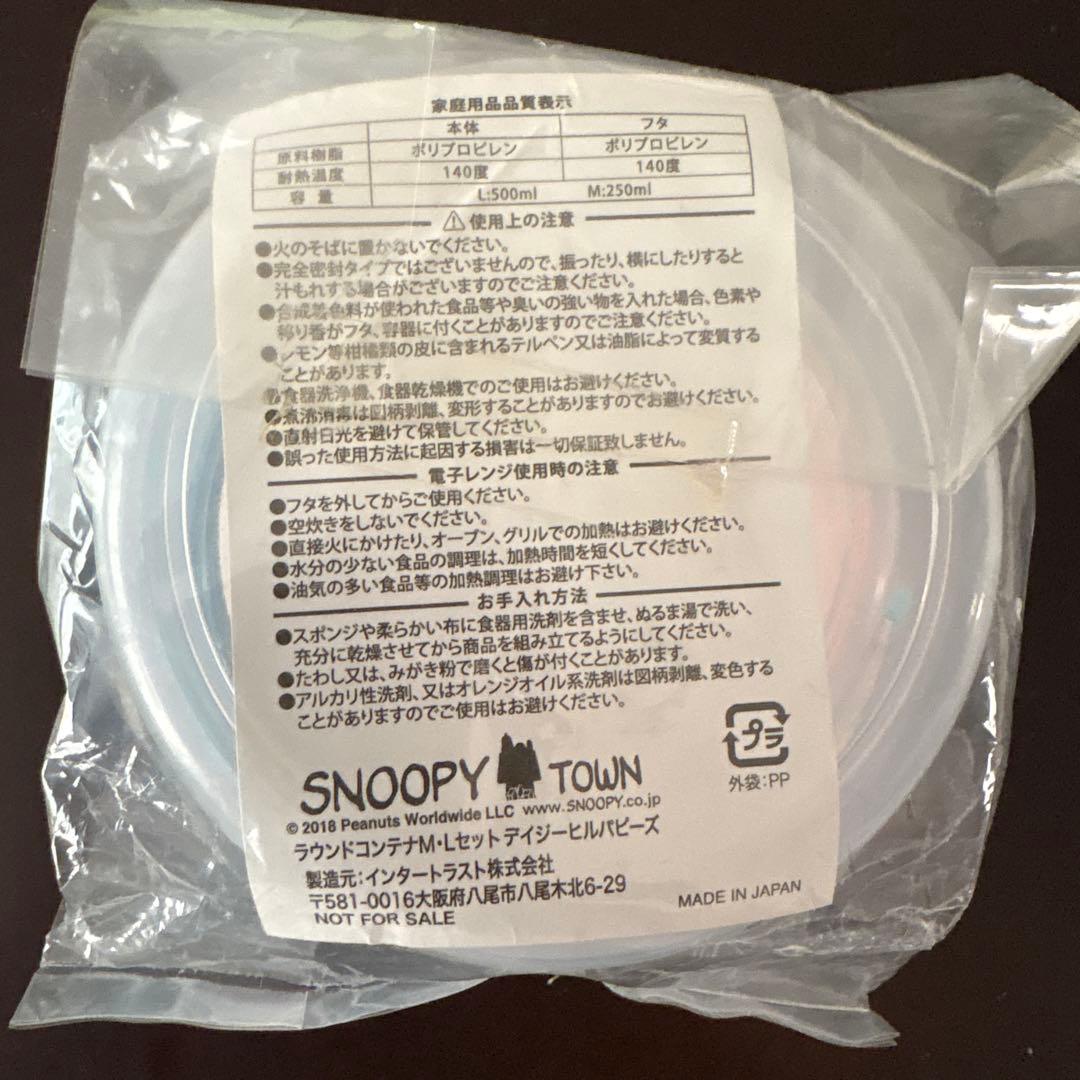 家庭用品品質表示
本体 フタ
原料樹脂 ポリプロピレン ポリプロピレン
耐熱温度 140度 140度
容量 L:500ml M:250ml
⚠使用上の注意
●火のそばに置かないでください。
●完全密封タイプではございませんので、振ったり、横にしたりすると
汁もれする場合がございますのでご注意ください。
●合成着色料が使われた食品等や臭いの強い物を入れた場合、色素や
移り香がフタ、容器に付くことがありますのでご注意ください。
●レモン等柑橘類の皮に含まれるテルペン又は油脂によって変質する
ことがあります。
●食器洗浄機、食器乾燥機でのご使用はお避けください。
●煮沸消毒は図柄剥離、変形することがありますのでお避けください。
●直射日光を避けて保管してください。
●誤った使用方法に起因する損害は一切保証致しません。
電子レンジ使用時の注意
●フタを外してからご使用ください。
●空炊きをしないでください。
●直接火にかけたり、オーブン、グリルでの加熱はお避けください。
●水分の少ない食品の調理は、加熱時間を短くしてください。
●油気の多い食品等の加熱調理はお避け下さい。
お手入れ方法
●スポンジや柔らかい布に食器用洗剤を含ませ、ぬるま湯で洗い、
充分に乾燥させてから商品を組み立てるようにしてください。
●たわし又は、みがき粉で磨くと傷が付くことがあります。
●アルカリ性洗剤、又はオレンジオイル系洗剤は図柄剥離、変色する
ことがありますのでご使用はお避けください。
プラ
外袋:PP
SNOOPY TOWN
© 2018 Peanuts Worldwide LLC www.SNOOPY.co.jp
ラウンドコンテナM・Lセット デイジーヒルパピーズ
製造元:インタートラスト株式会社
〒581-0016大阪府八尾市八尾木北6-29
NOT FOR SALE
MADE IN JAPAN